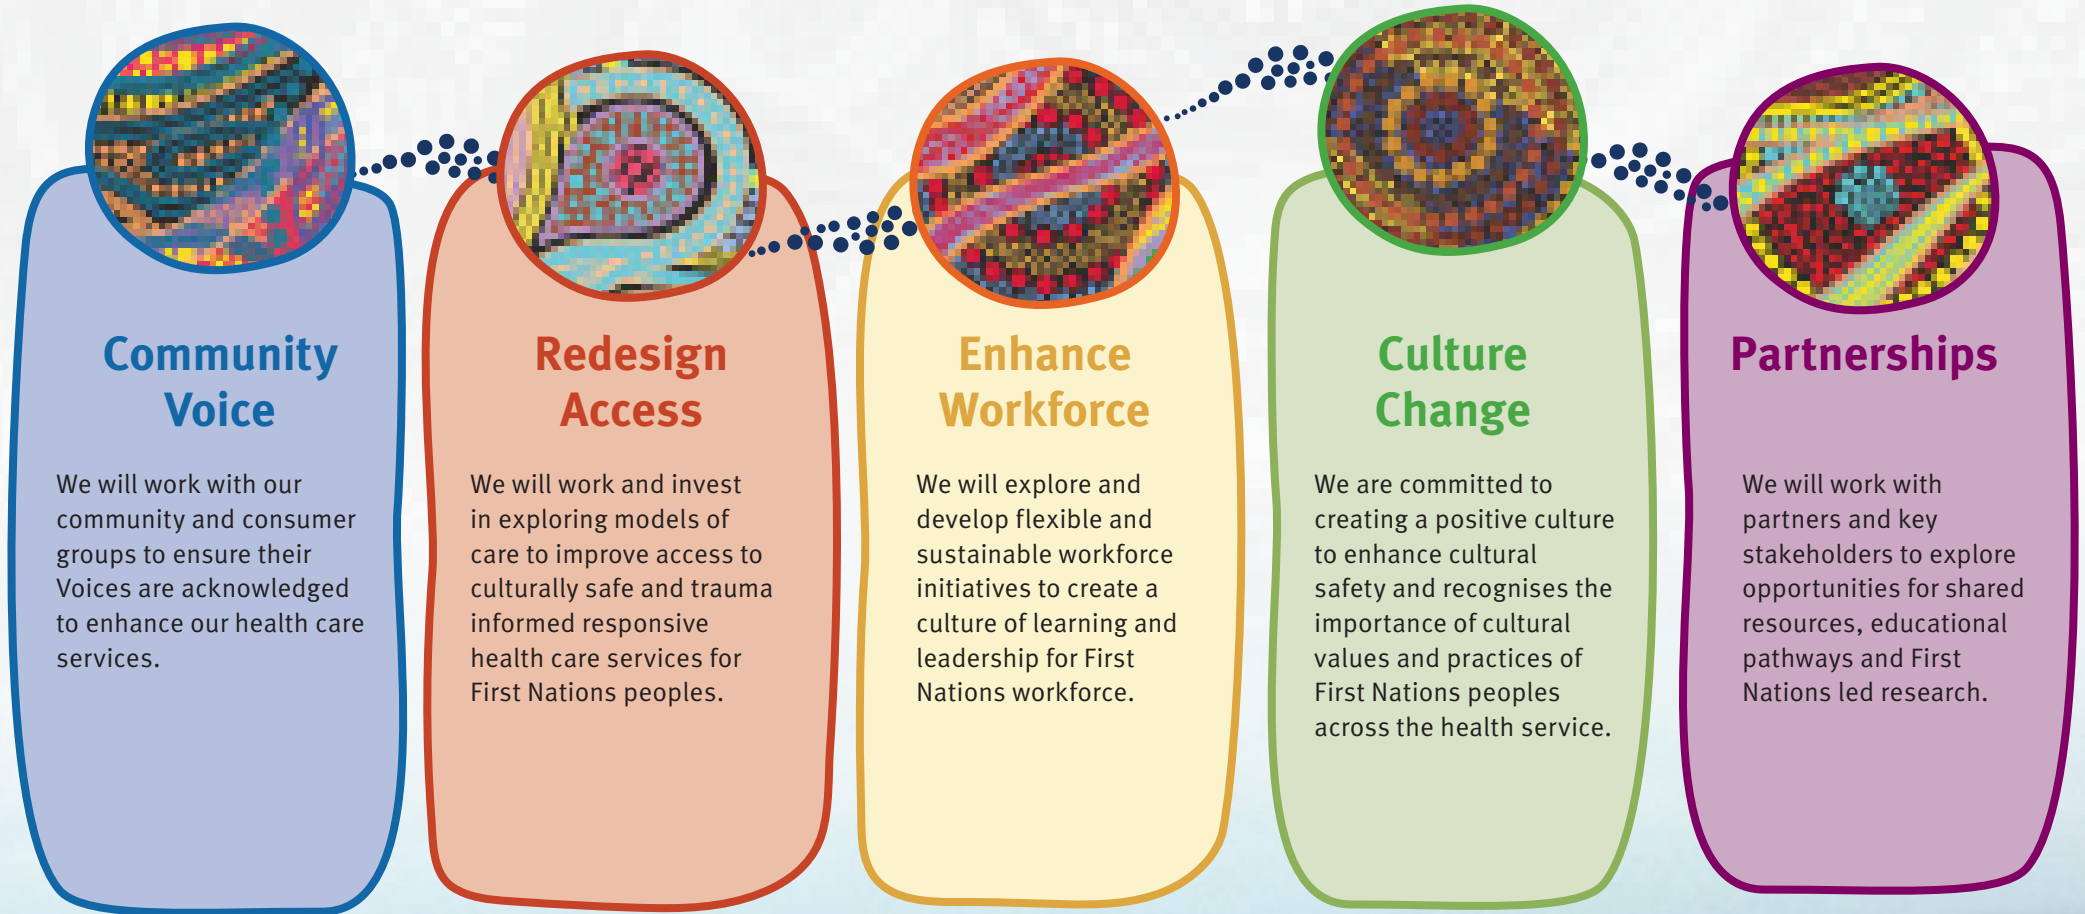 Community
Voice
We will work with our
community and consumer
groups to ensure their
Voices are acknowledged
to enhance our health care
services.
Redesign
Access
We will work and invest
in exploring models of
care to improve access to
culturally safe and trauma
informed responsive
health care services for
First Nations peoples.
Enhance
Workforce
We will explore and
develop flexible and
sustainable workforce
initiatives to create a
culture of learning and
leadership for First
Nations workforce.
Culture
Change
We are committed to
creating a positive culture
to enhance cultural
safety and recognises the
importance of cultural
values and practices of
First Nations peoples
across the health service.
Partnerships
We will work with
partners and key
stakeholders to explore
opportunities for shared
resources, educational
pathways and First
Nations led research.